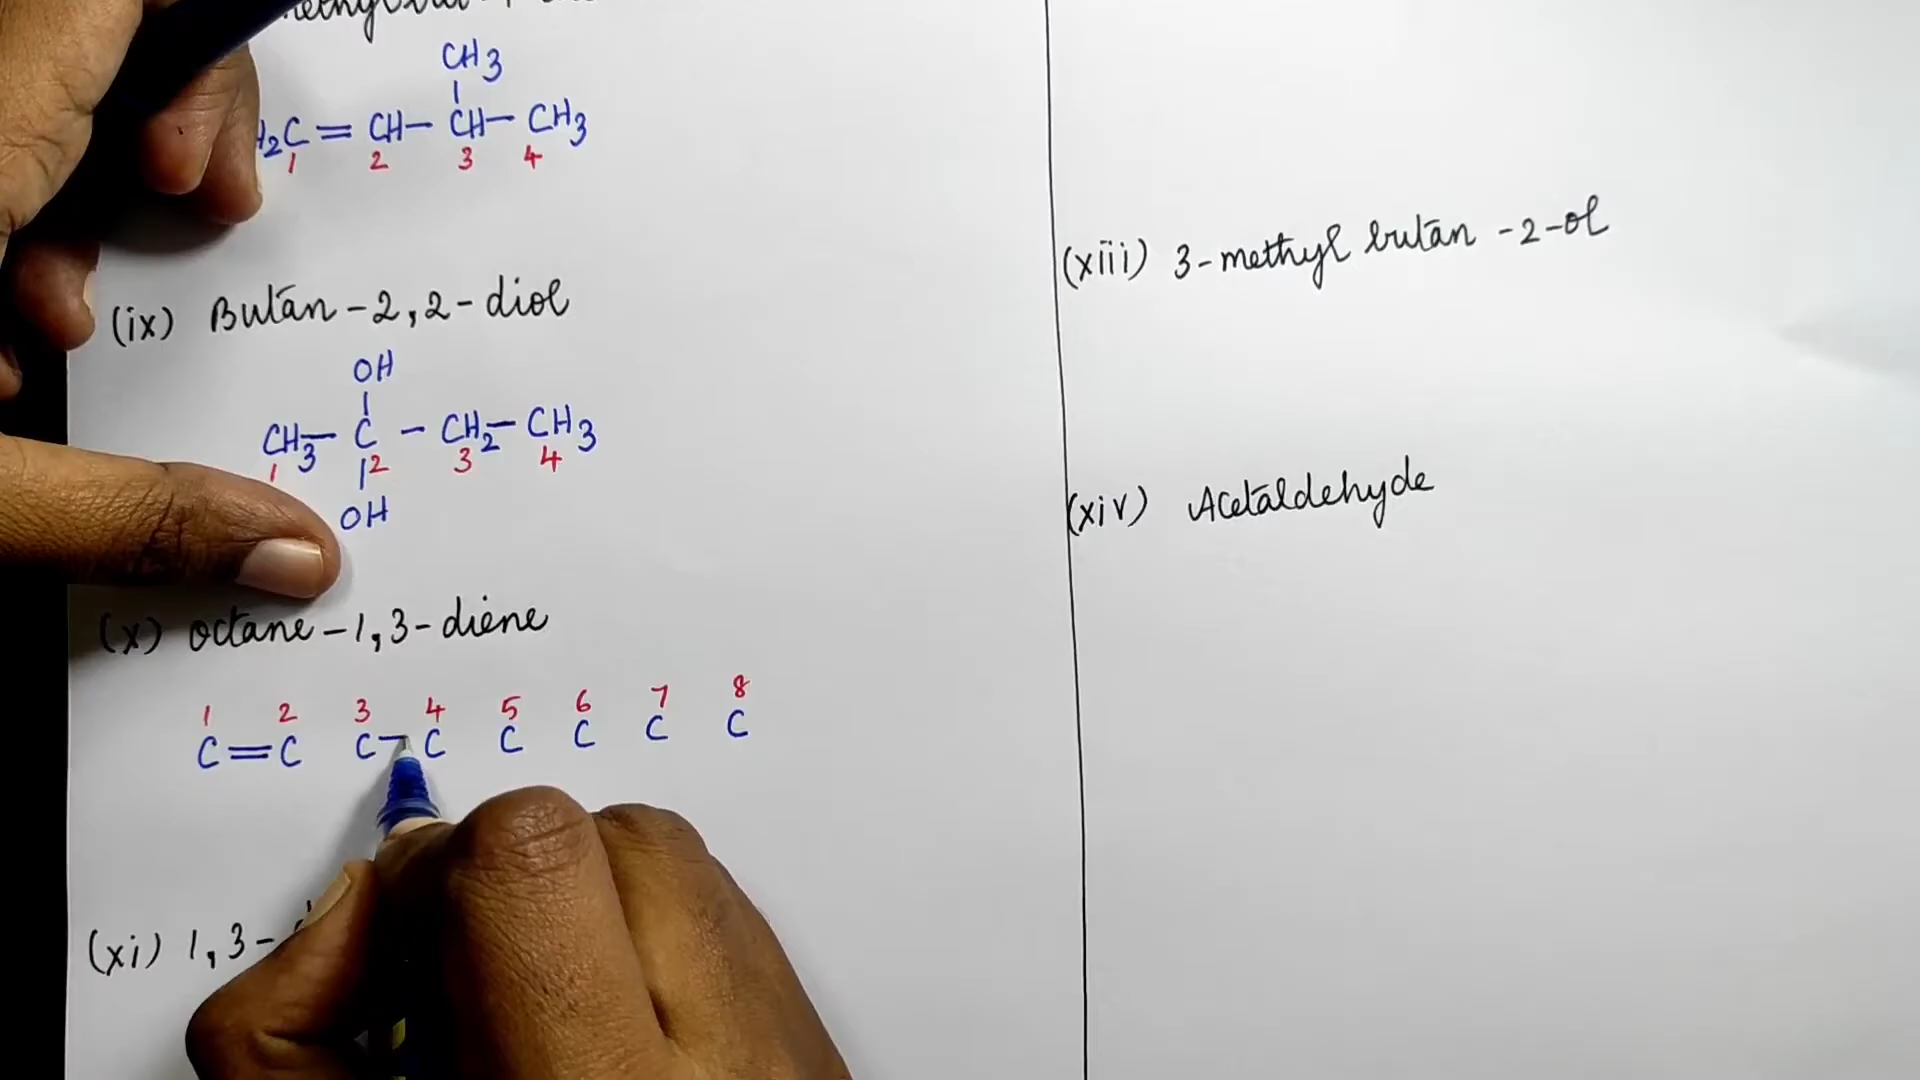 CH3
H2C = CH - CH - CH3
1 2 3 4
(ix) Butan-2,2-diol
OH
CH3 - C - CH2 - CH3
1 2 3 4
OH
(x) octane-1,3-diene
1 2 3 4 5 6 7 8
C=C C-C C C C C
(xi) 1,3-
(xiii) 3-methyl butan-2-ol
(xiv) Acetaldehyde